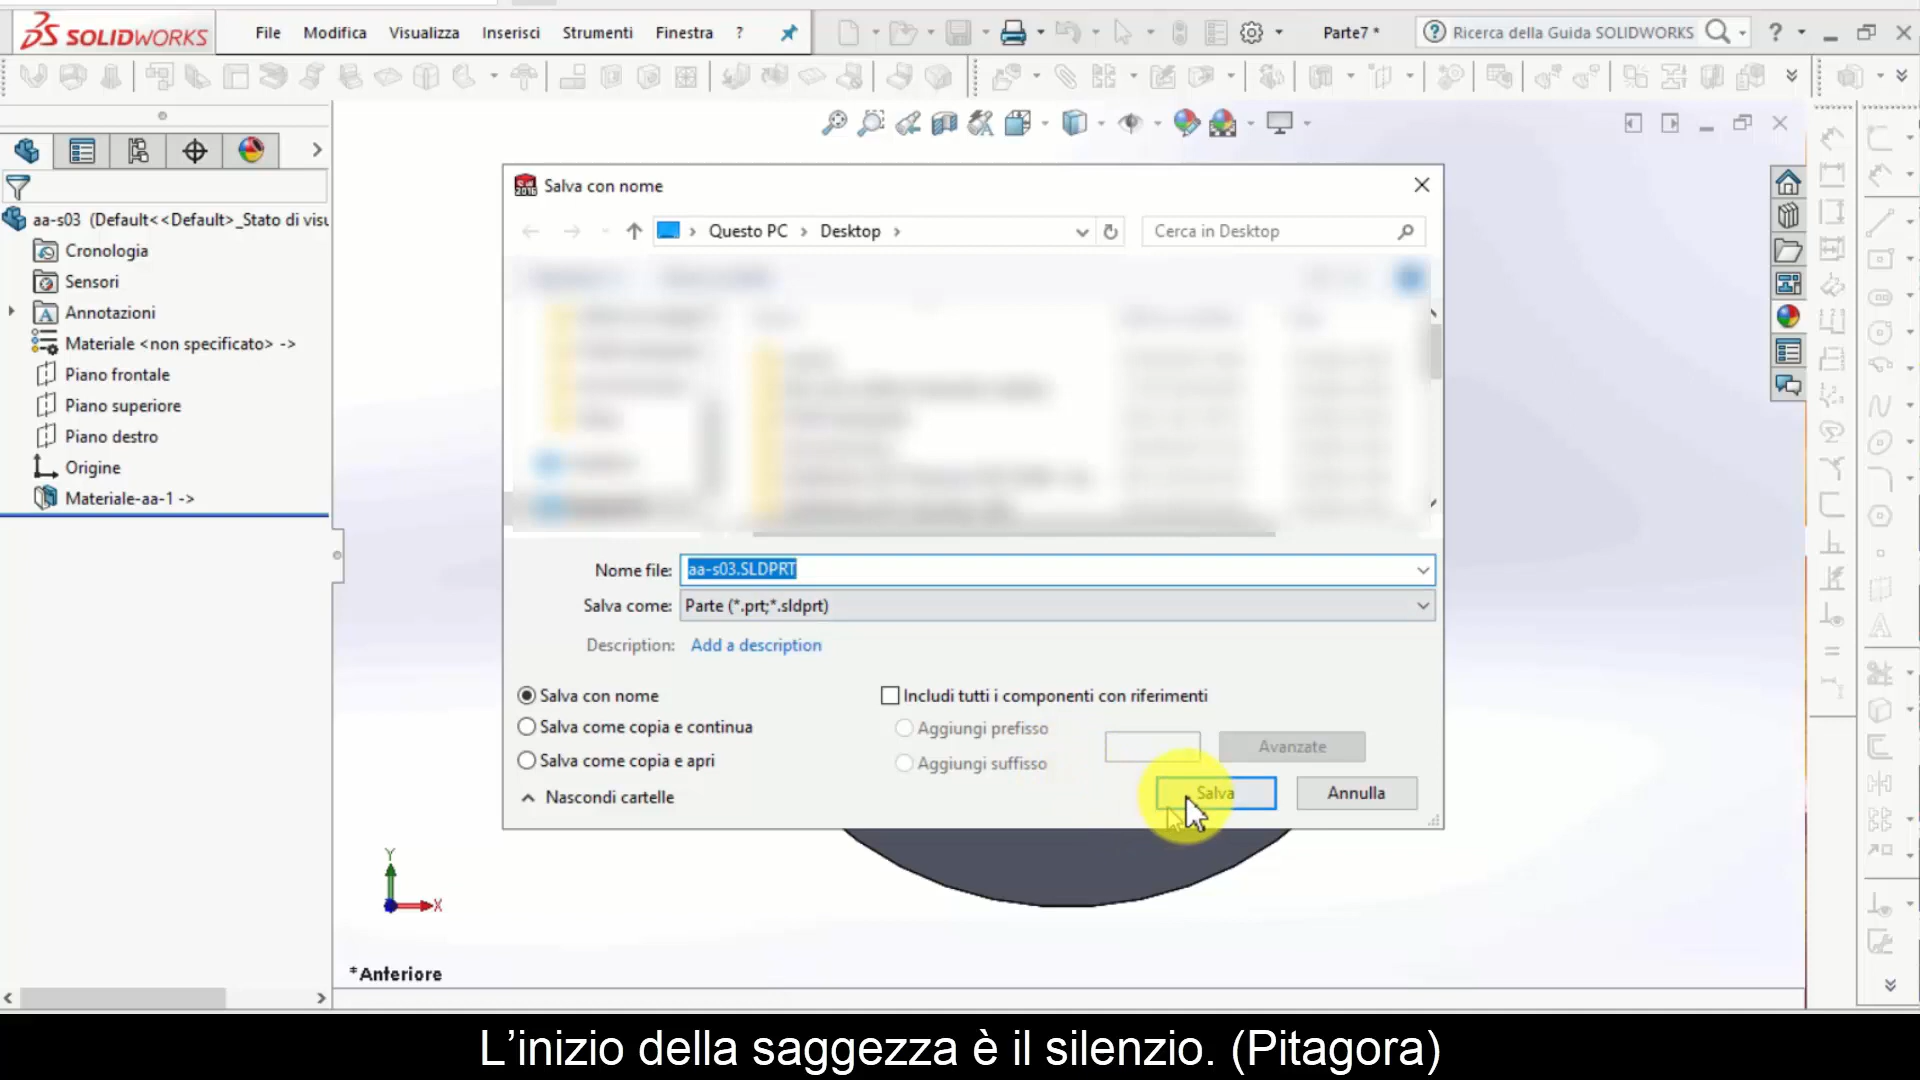 SOLIDWORKS File Modifica Visualizza Inserisci Strumenti Finestra ? Parte7 * Ricerca della Guida SOLIDWORKS ?
aa-s03 (Default<<Default>_Stato di visu
Cronologia
Sensori
Annotazioni
Materiale <non specificato> ->
Piano frontale
Piano superiore
Piano destro
Origine
Materiale-aa-1 ->
Salva con nome
Questo PC > Desktop >
Cerca in Desktop
Nome file: aa-s03.SLDPRT
Salva come: Parte (*.prt;*.sldprt)
Description: Add a description
Salva con nome
Salva come copia e continua
Salva come copia e apri
Includi tutti i componenti con riferimenti
Aggiungi prefisso
Aggiungi suffisso
Avanzate
Nascondi cartelle
Salva
Annulla
Y
X
*Anteriore
L’inizio della saggezza è il silenzio. (Pitagora)